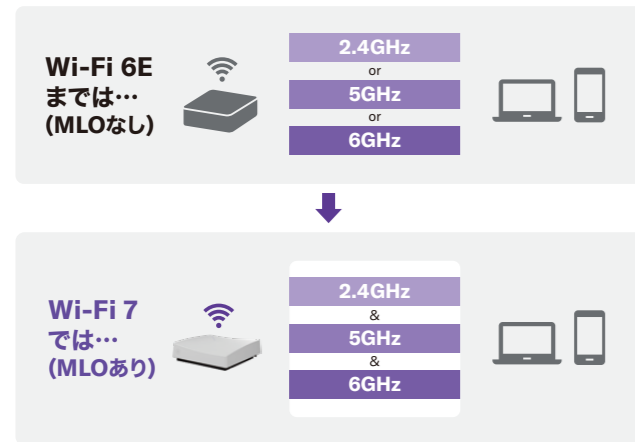 Wi-Fi 6E
までは…
(MLOなし)
2.4GHz
or
5GHz
or
6GHz
Wi-Fi 7
では…
(MLOあり)
2.4GHz
&
5GHz
&
6GHz